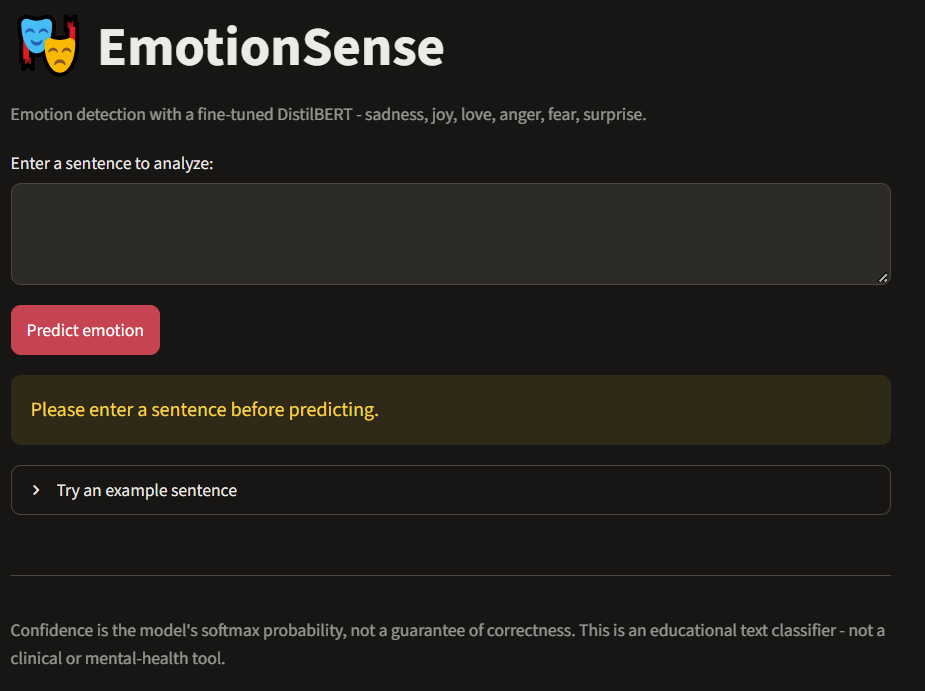 EmotionSense
Emotion detection with a fine-tuned DistilBERT - sadness, joy, love, anger, fear, surprise.
Enter a sentence to analyze:
Predict emotion
Please enter a sentence before predicting.
Try an example sentence
Confidence is the model's softmax probability, not a guarantee of correctness. This is an educational text classifier - not a
clinical or mental-health tool.